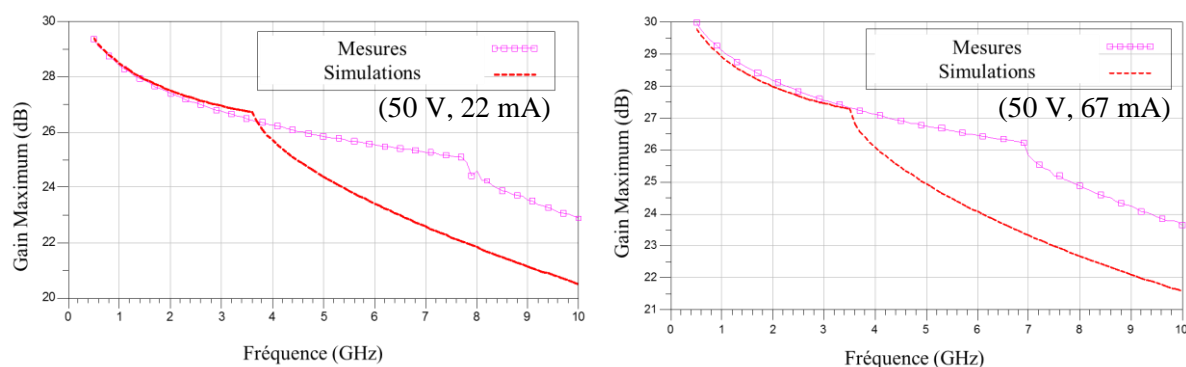 30
28
26
24
22
20
Gain Maximum (dB)
Mesures
Simulations
(50 V, 22 mA)
0 1 2 3 4 5 6 7 8 9 10
Fréquence (GHz)
30
29
28
27
26
25
24
23
22
21
Gain Maximum (dB)
Mesures
Simulations
(50 V, 67 mA)
0 1 2 3 4 5 6 7 8 9 10
Fréquence (GHz)